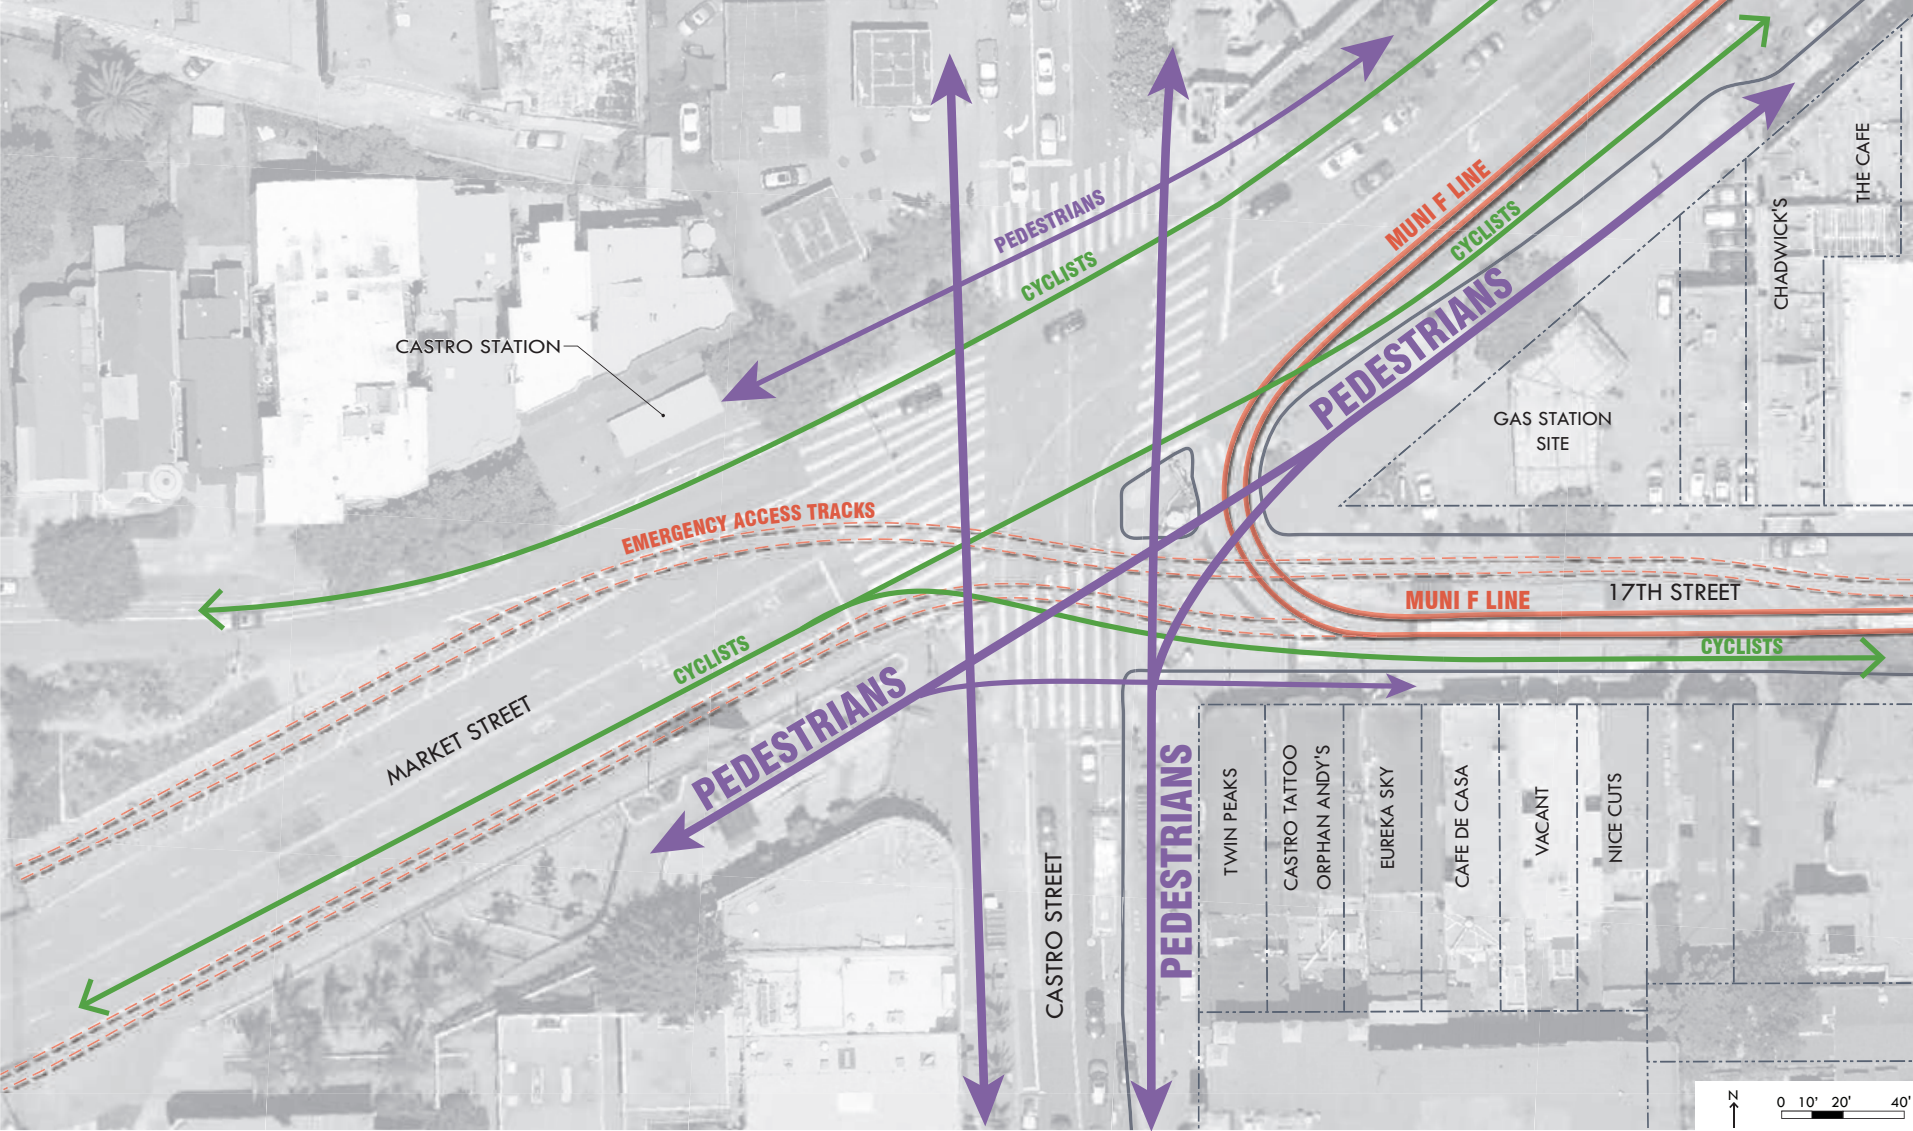 THE CAFE
CHADWICK'S
MUNI F LINE
CYCLISTS
PEDESTRIANS
CYCLISTS
PEDESTRIANS
CASTRO STATION
GAS STATION
SITE
EMERGENCY ACCESS TRACKS
17TH STREET
MUNI F LINE
CYCLISTS
CYCLISTS
PEDESTRIANS
MARKET STREET
CASTRO STREET
PEDESTRIANS
TWIN PEAKS
CASTRO TATTOO
ORPHAN ANDY'S
EUREKA SKY
CAFE DE CASA
VACANT
NICE CUTS
N
0 10' 20' 40'